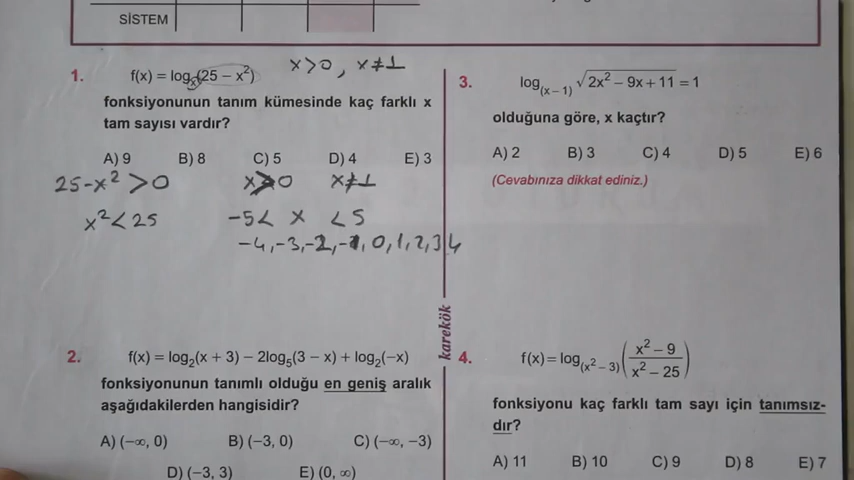 SİSTEM
1. f(x) = logₓ(25 – x²) x>0, x≠1
fonksiyonunun tanım kümesinde kaç farklı x
tam sayısı vardır?
A) 9 B) 8 C) 5 D) 4 E) 3
25-x²>0 x>0 x≠1
x²<25 -5< x <5
-4,-3,-2,-1,0,1,2,3,4
2. f(x) = log₂(x + 3) – 2log₅(3 – x) + log₂(–x)
fonksiyonunun tanımlı olduğu en geniş aralık
aşağıdakilerden hangisidir?
A) (–∞, 0) B) (–3, 0) C) (–∞, –3)
D) (–3, 3) E) (0, ∞)
karekök
3. log₍ₓ₋₁₎ √(2x² – 9x + 11) = 1
olduğuna göre, x kaçtır?
A) 2 B) 3 C) 4 D) 5 E) 6
(Cevabınıza dikkat ediniz.)
4. f(x) = log_(x² – 3) ((x² – 9)/(x² – 25))
fonksiyonu kaç farklı tam sayı için tanımsız-
dır?
A) 11 B) 10 C) 9 D) 8 E) 7